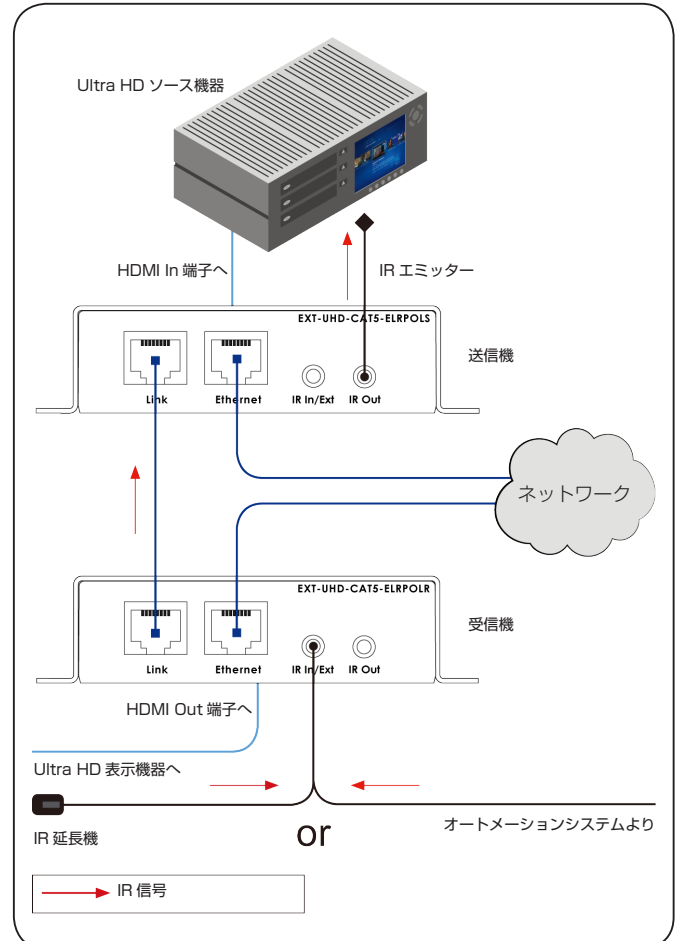 Ultra HD ソース機器
HDMI In 端子へ
IR エミッター
EXT-UHD-CAT5-ELRPOLS
送信機
Link Ethernet IR In/Ext IR Out
ネットワーク
EXT-UHD-CAT5-ELRPOLR
受信機
Link Ethernet IR In/Ext IR Out
HDMI Out 端子へ
Ultra HD 表示機器へ
IR 延長機
or
オートメーションシステムより
IR 信号